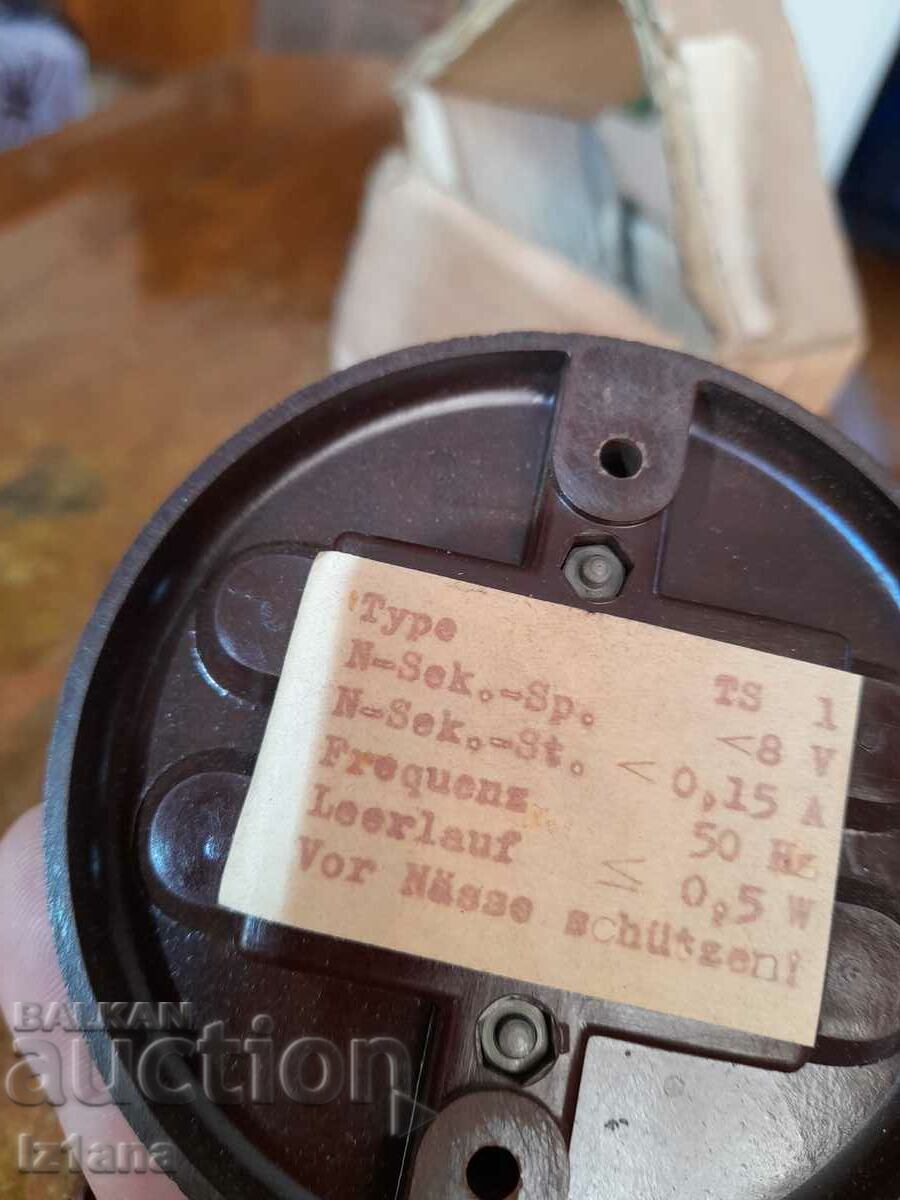 Type TS 1
N-Sek.-Sp. <8 V
N-Sek.-St. < 0,15 A
Frequenz 50 Hz
Leerlauf ≤ 0,5 W
Vor Nässe schützen!
BALKAN
auction
Iz1ana